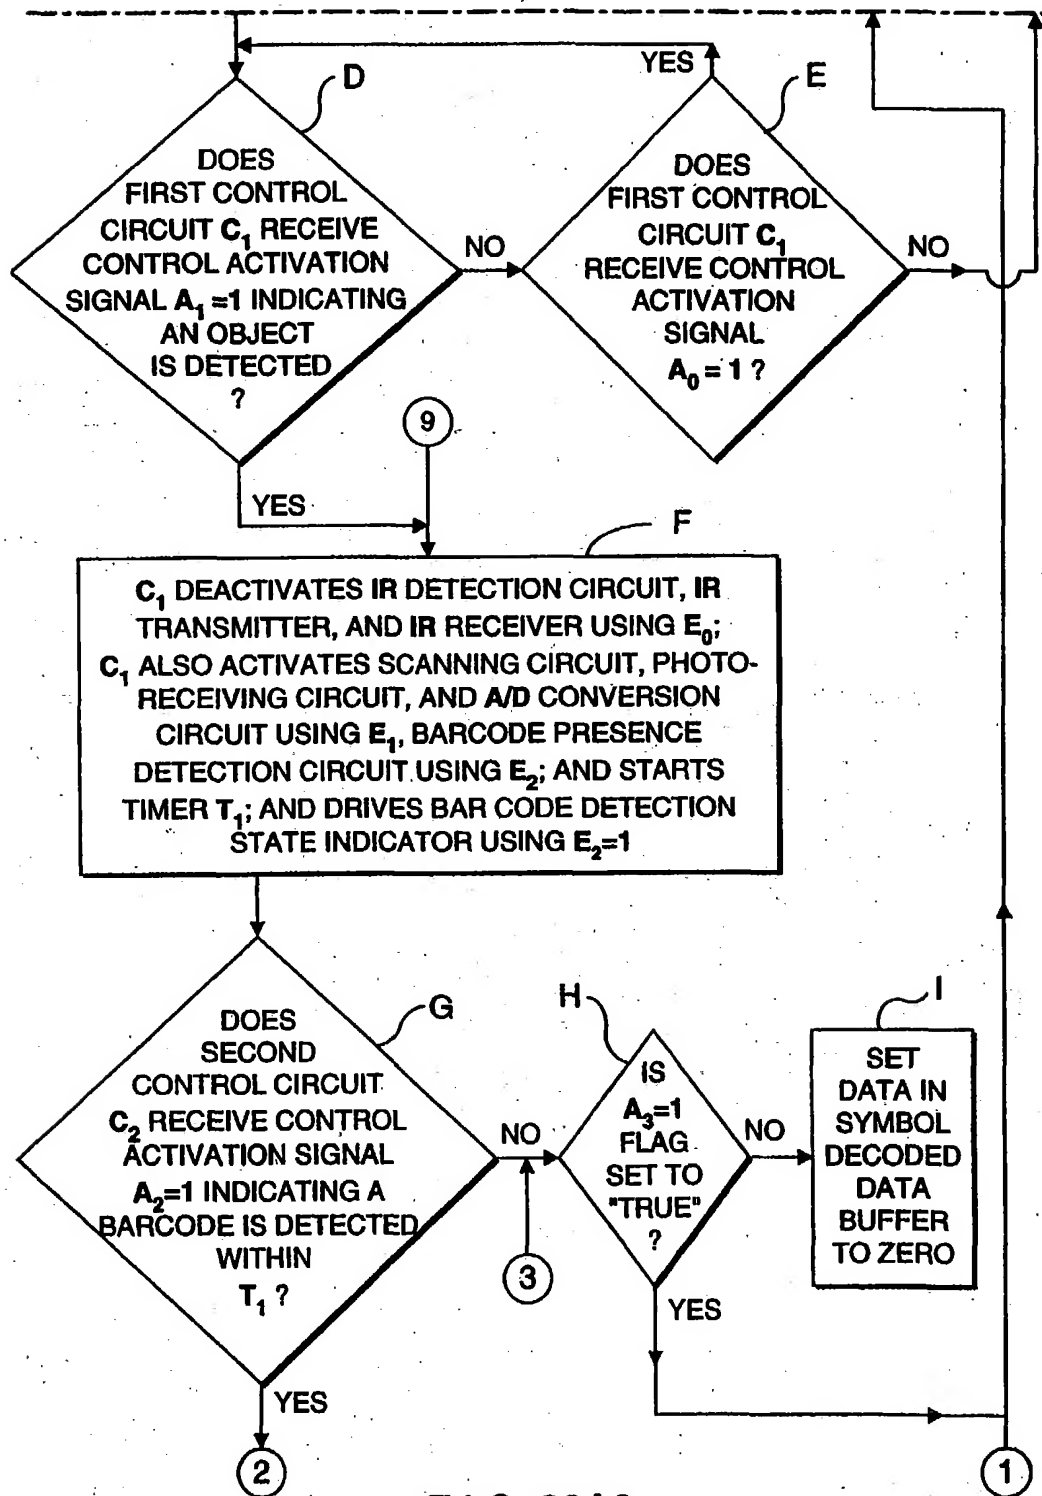 D
DOES
FIRST CONTROL
CIRCUIT C₁ RECEIVE
CONTROL ACTIVATION
SIGNAL A₁ =1 INDICATING
AN OBJECT
IS DETECTED
?
YES
NO
E
DOES
FIRST CONTROL
CIRCUIT C₁
RECEIVE CONTROL
ACTIVATION
SIGNAL
A₀ = 1 ?
YES
NO
9
F
C₁ DEACTIVATES IR DETECTION CIRCUIT, IR
TRANSMITTER, AND IR RECEIVER USING E₀;
C₁ ALSO ACTIVATES SCANNING CIRCUIT, PHOTO-
RECEIVING CIRCUIT, AND A/D CONVERSION
CIRCUIT USING E₁, BARCODE PRESENCE
DETECTION CIRCUIT USING E₂; AND STARTS
TIMER T₁; AND DRIVES BAR CODE DETECTION
STATE INDICATOR USING E₂=1
G
DOES
SECOND
CONTROL CIRCUIT
C₂ RECEIVE CONTROL
ACTIVATION SIGNAL
A₂=1 INDICATING A
BARCODE IS DETECTED
WITHIN
T₁ ?
NO
YES
2
3
H
IS
A₃=1
FLAG
SET TO
"TRUE"
?
NO
YES
I
SET
DATA IN
SYMBOL
DECODED
DATA
BUFFER
TO ZERO
1